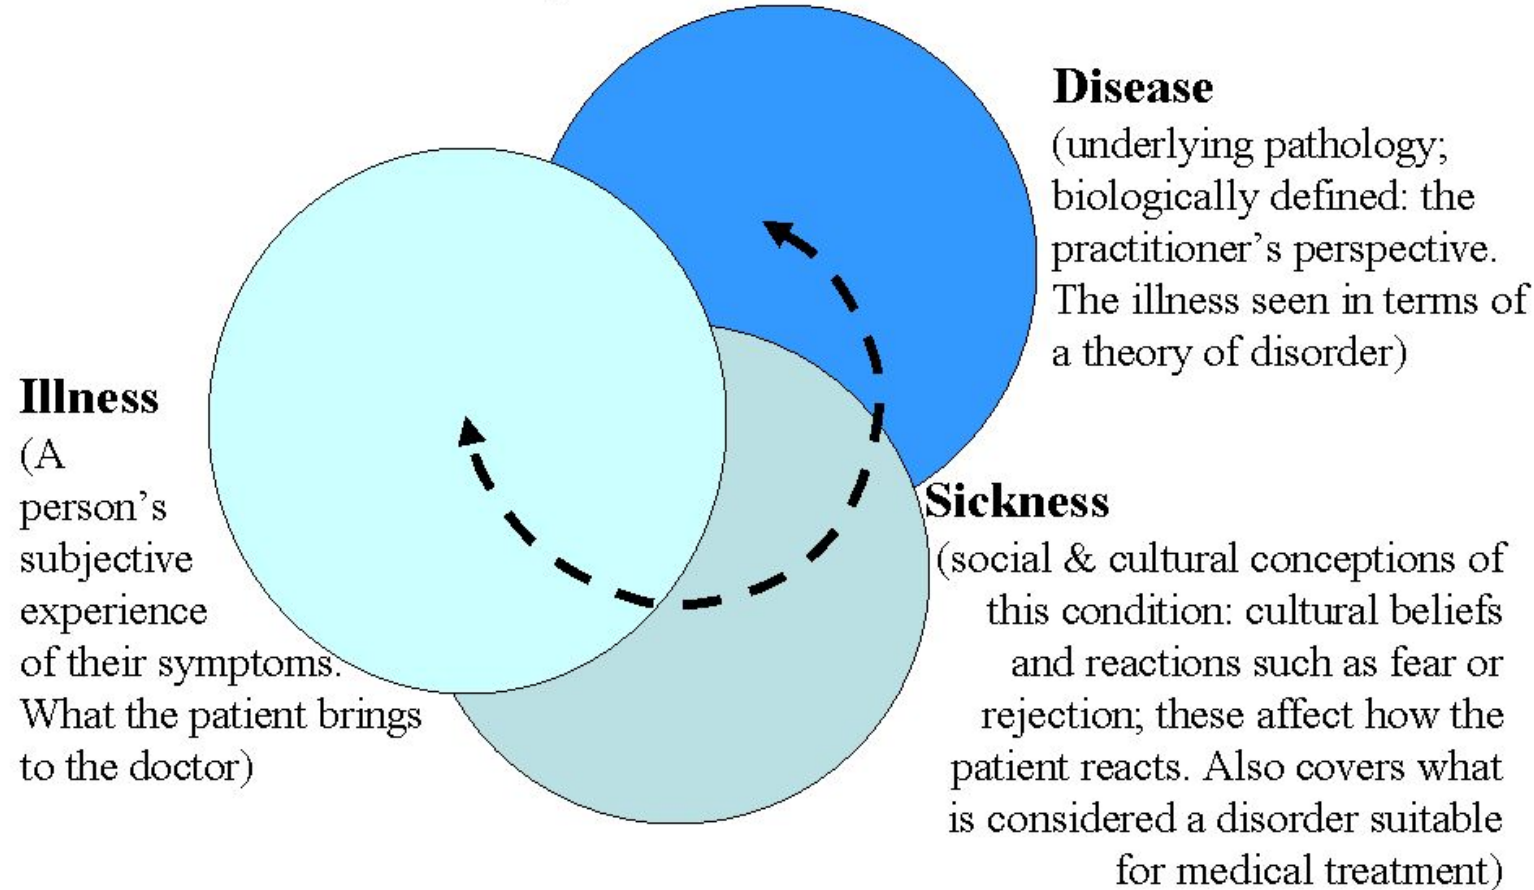 Disease
(underlying pathology;
biologically defined: the
practitioner's perspective.
The illness seen in terms of
a theory of disorder)
Illness
(A
person's
subjective
experience
of their symptoms.
What the patient brings
to the doctor)
Sickness
(social & cultural conceptions of
this condition: cultural beliefs
and reactions such as fear or
rejection; these affect how the
patient reacts. Also covers what
is considered a disorder suitable
for medical treatment)